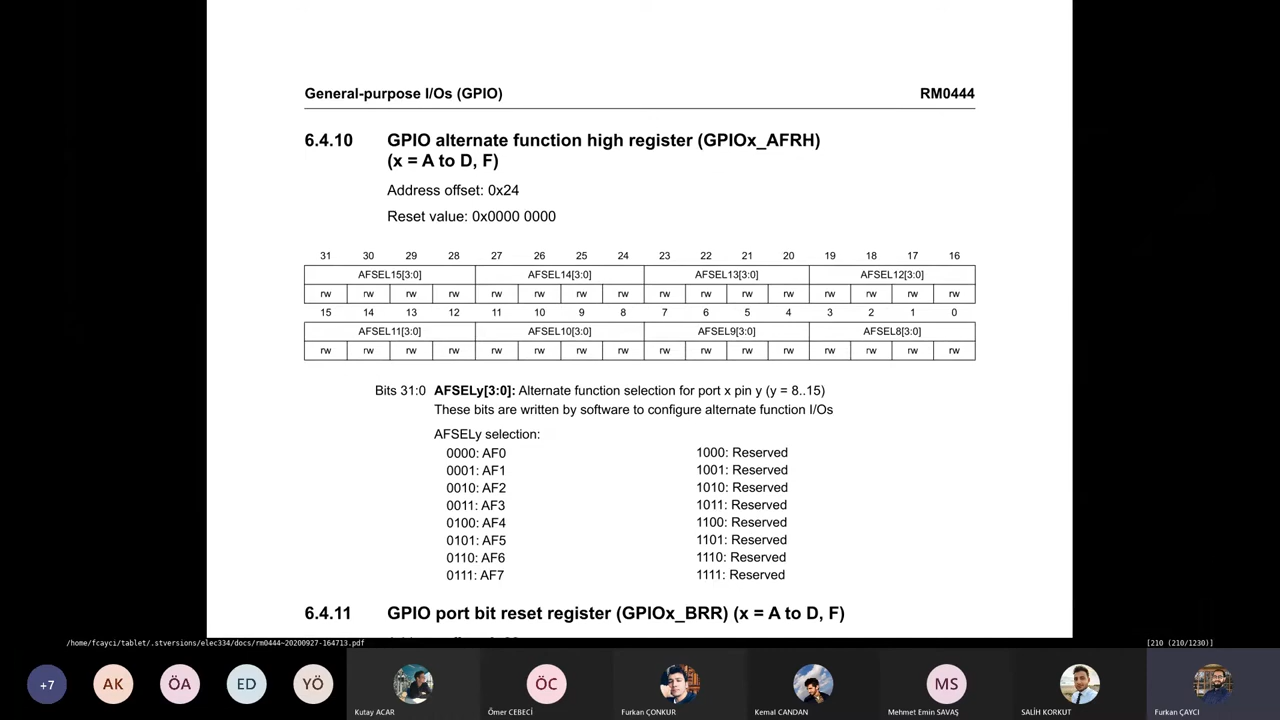 General-purpose I/Os (GPIO) RM0444
6.4.10 GPIO alternate function high register (GPIOx_AFRH)
(x = A to D, F)
Address offset: 0x24
Reset value: 0x0000 0000
31 30 29 28 27 26 25 24 23 22 21 20 19 18 17 16
AFSEL15[3:0] AFSEL14[3:0] AFSEL13[3:0] AFSEL12[3:0]
rw rw rw rw rw rw rw rw rw rw rw rw rw rw rw rw
15 14 13 12 11 10 9 8 7 6 5 4 3 2 1 0
AFSEL11[3:0] AFSEL10[3:0] AFSEL9[3:0] AFSEL8[3:0]
rw rw rw rw rw rw rw rw rw rw rw rw rw rw rw rw
Bits 31:0 AFSELy[3:0]: Alternate function selection for port x pin y (y = 8..15)
These bits are written by software to configure alternate function I/Os
AFSELy selection:
0000: AF0 1000: Reserved
0001: AF1 1001: Reserved
0010: AF2 1010: Reserved
0011: AF3 1011: Reserved
0100: AF4 1100: Reserved
0101: AF5 1101: Reserved
0110: AF6 1110: Reserved
0111: AF7 1111: Reserved
6.4.11 GPIO port bit reset register (GPIOx_BRR) (x = A to D, F)
/home/fcayci/tablet/.stversions/elec334/docs/rm0444~20200927-164713.pdf [210 (210/1230)]
+7 AK ÖA ED YÖ ÖC MS
Kutay ACAR Ömer CEBECİ Furkan ÇONKUR Kemal CANDAN Mehmet Emin SAVAŞ SALİH KORKUT Furkan ÇAYCI